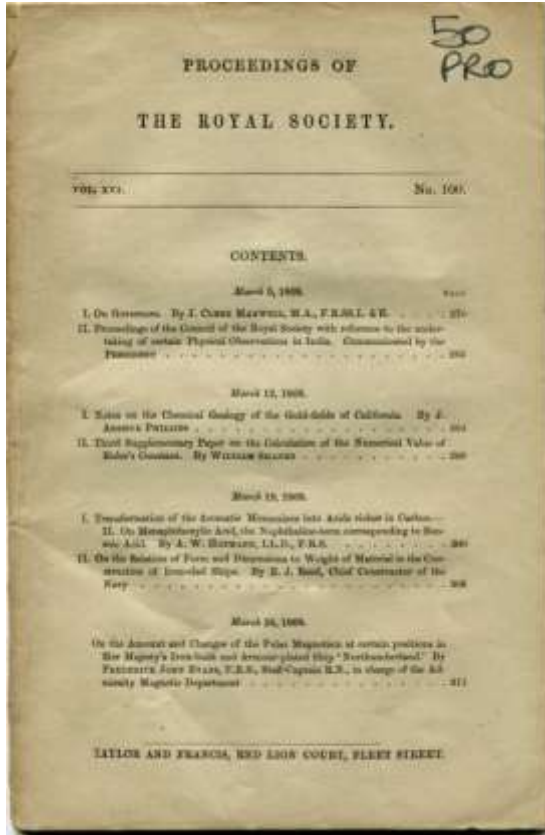 50
PRO
PROCEEDINGS OF
THE ROYAL SOCIETY.
VOL. XVI. No. 100.
CONTENTS.
March 5, 1868.
PAGE
I. On Governors. By J. CLERK MAXWELL, M.A., F.R.SS.L. & E. . . . . . 270
II. Proceedings of the Council of the Royal Society with reference to the under-
taking of certain Physical Observations in India. Communicated by the
PRESIDENT
March 12, 1868.
I. Notes on the Chemical Geology of the Gold-fields of California. By J.
ARTHUR PHILLIPS
II. Third Supplementary Paper on the Calculation of the Numerical Value of
Euler's Constant. By WILLIAM SHANKS
March 19, 1868.
I. Transformation of the Aromatic Monamines into Acids richer in Carbon.—
II. On Menaphthoxylic Acid, the Naphthaline-term corresponding to Ben-
zoic Acid. By A. W. HOFMANN, LL.D., F.R.S. . . . . . . 300
II. On the Relation of Form and Dimensions to Weight of Material in the Con-
struction of Iron-clad Ships. By E. J. Reed, Chief Constructor of the
Navy
March 26, 1868.
On the Amount and Changes of the Polar Magnetism at certain positions in
Her Majesty's Iron-built and Armour-plated Ship "Northumberland." By
FREDERICK JOHN EVANS, F.R.S., Staff-Captain R.N., in charge of the Ad-
miralty Magnetic Department . . . . . . . 311
TAYLOR AND FRANCIS, RED LION COURT, FLEET STREET.